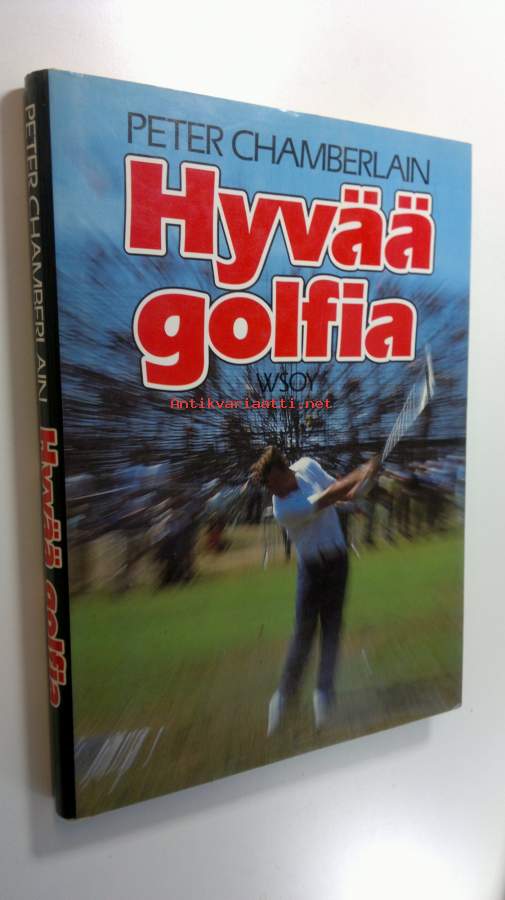 PETER CHAMBERLAIN
Hyvää
golfia
WSOY
Antikvariaatti.net
PETER CHAMBERLAIN Hyvää golfia